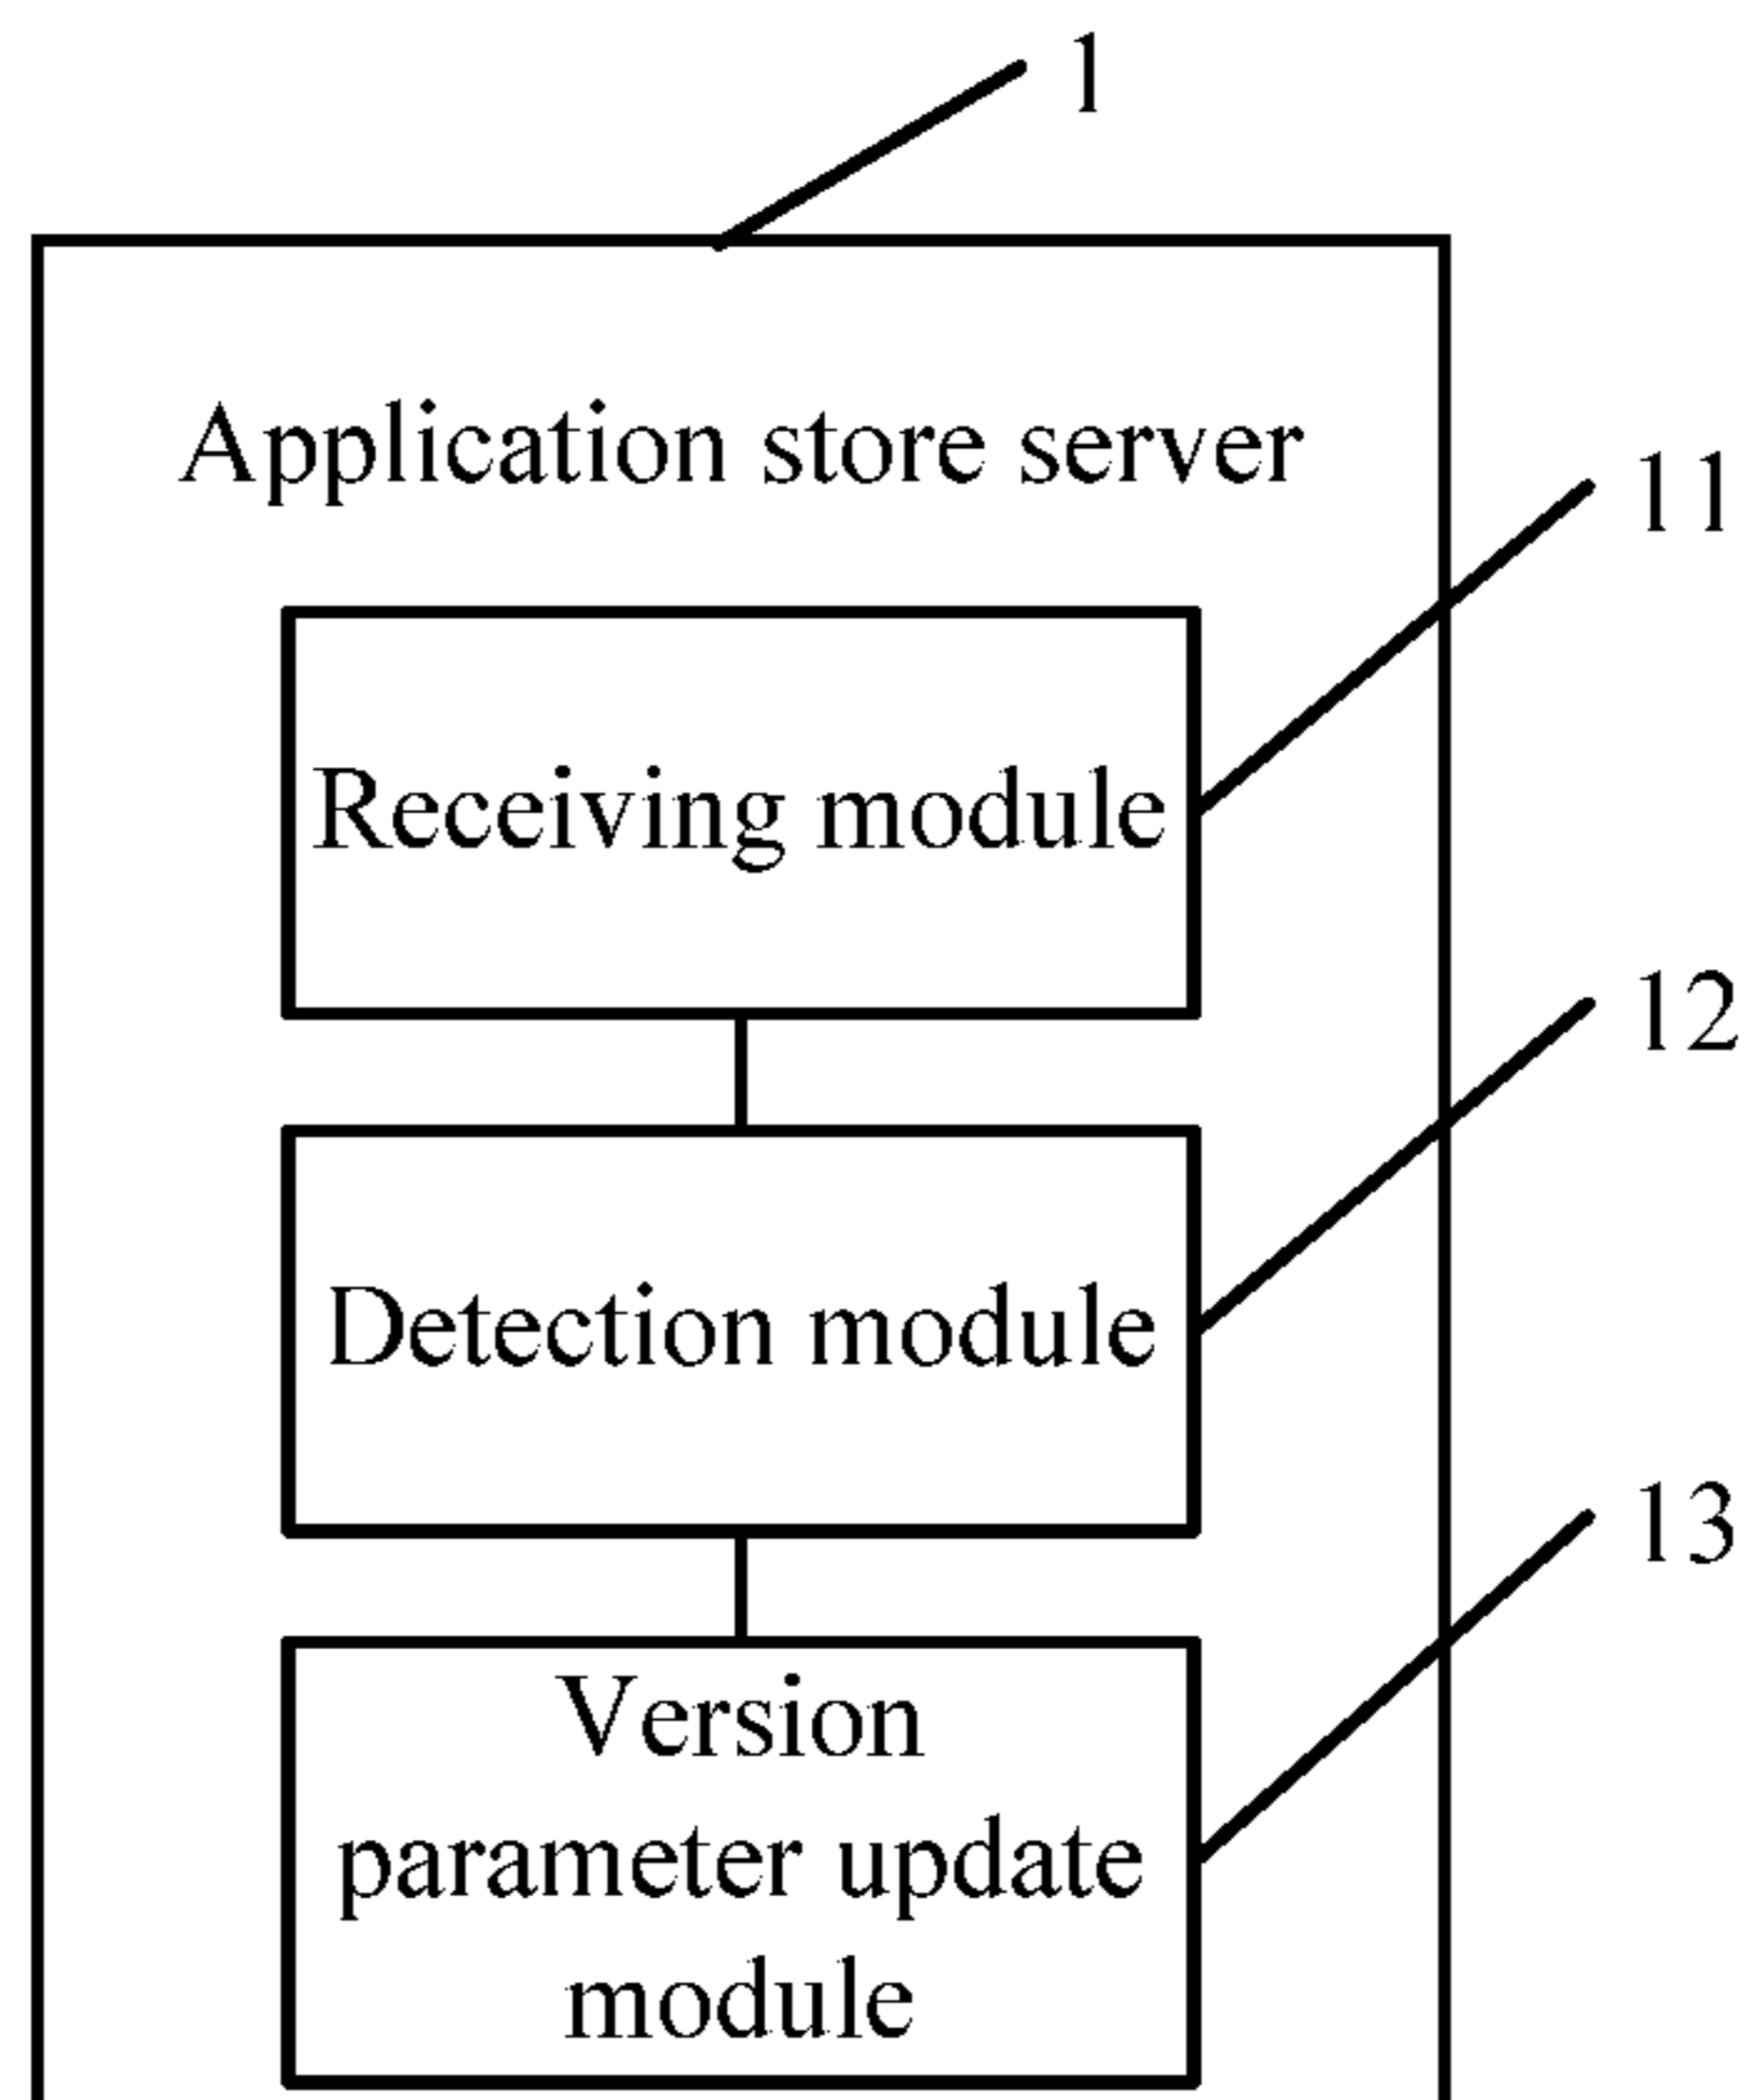 1
Application store server
11
Receiving module
12
Detection module
13
Version
parameter update
module